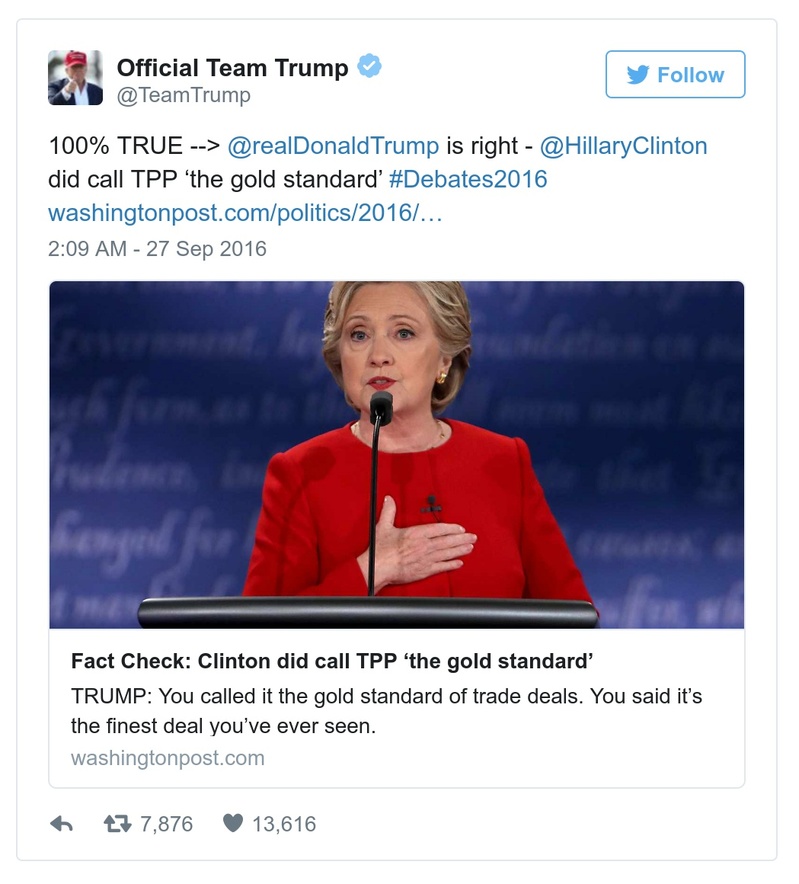 Official Team Trump
@TeamTrump
Follow
100% TRUE --> @realDonaldTrump is right - @HillaryClinton
did call TPP ‘the gold standard’ #Debates2016
washingtonpost.com/politics/2016/…
2:09 AM - 27 Sep 2016
Fact Check: Clinton did call TPP ‘the gold standard’
TRUMP: You called it the gold standard of trade deals. You said it’s
the finest deal you’ve ever seen.
washingtonpost.com
7,876 13,616